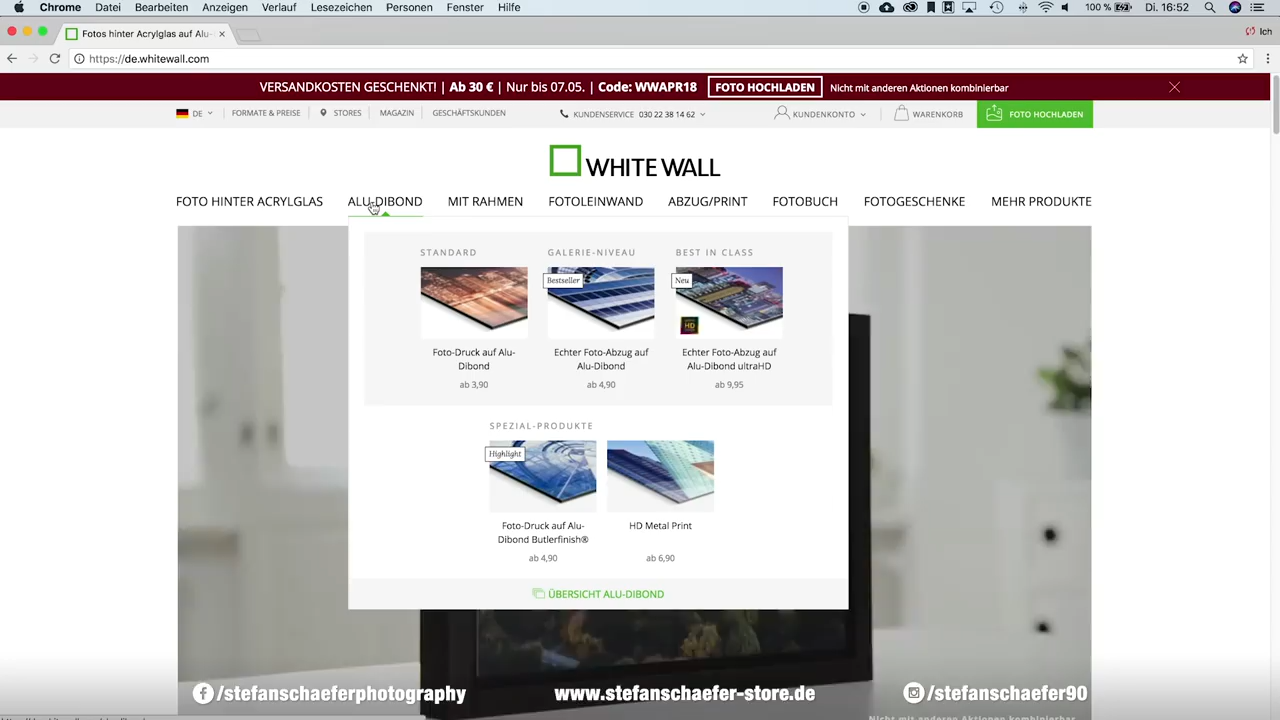 Chrome Datei Bearbeiten Anzeigen Verlauf Lesezeichen Personen Fenster Hilfe 100 % Di. 16:52
Fotos hinter Acrylglas auf Alu- Ich
https://de.whitewall.com
VERSANDKOSTEN GESCHENKT! | Ab 30 € | Nur bis 07.05. | Code: WWAPR18 FOTO HOCHLADEN Nicht mit anderen Aktionen kombinierbar
DE FORMATE & PREISE STORES MAGAZIN GESCHÄFTSKUNDEN KUNDENSERVICE 030 22 38 14 62 KUNDENKONTO WARENKORB FOTO HOCHLADEN
WHITE WALL
FOTO HINTER ACRYLGLAS ALU-DIBOND MIT RAHMEN FOTOLEINWAND ABZUG/PRINT FOTOBUCH FOTOGESCHENKE MEHR PRODUKTE
STANDARD GALERIE-NIVEAU BEST IN CLASS
Bestseller Neu
HD
Foto-Druck auf Alu- Echter Foto-Abzug auf Echter Foto-Abzug auf
Dibond Alu-Dibond Alu-Dibond ultraHD
ab 3,90 ab 4,90 ab 9,95
SPEZIAL-PRODUKTE
Highlight
Foto-Druck auf Alu- HD Metal Print
Dibond Butlerfinish®
ab 4,90 ab 6,90
ÜBERSICHT ALU-DIBOND
/stefanschaeferphotography www.stefanschaefer-store.de /stefanschaefer90
Nicht mit anderen Aktionen kombinierbar